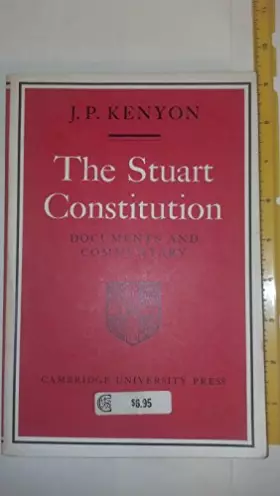 J. P. KENYON
The Stuart
Constitution
DOCUMENTS AND
COMMENTARY
CAMBRIDGE UNIVERSITY PRESS
$6.95